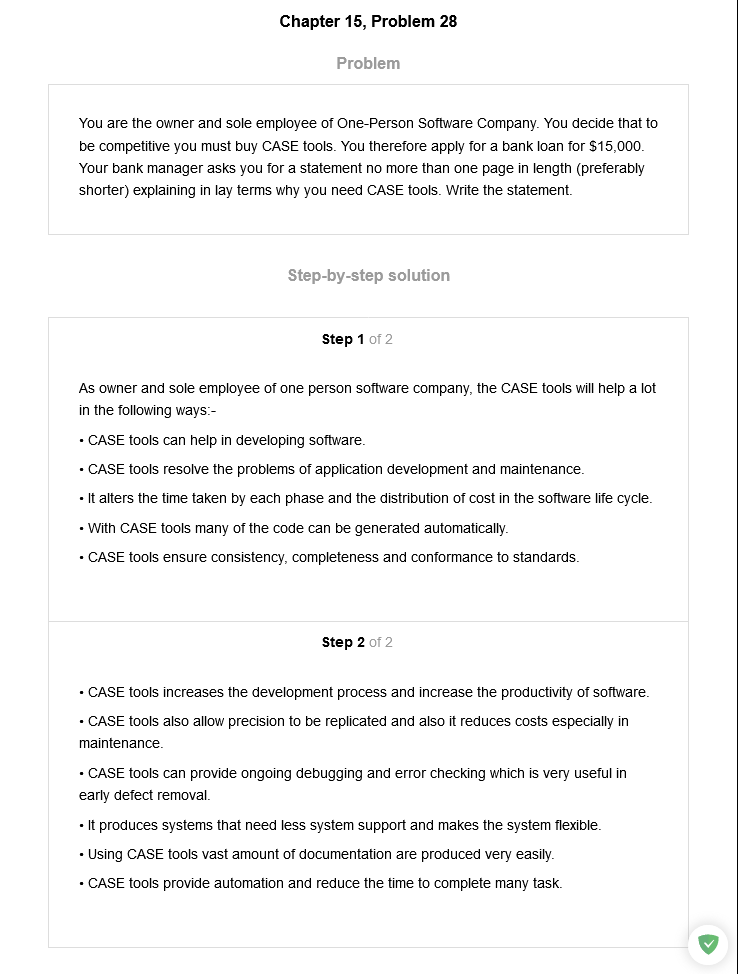 Chapter 15, Problem 28
Problem
You are the owner and sole employee of One-Person Software Company. You decide that to
be competitive you must buy CASE tools. You therefore apply for a bank loan for $15,000.
Your bank manager asks you for a statement no more than one page in length (preferably
shorter) explaining in lay terms why you need CASE tools. Write the statement.
Step-by-step solution
Step 1 of 2
As owner and sole employee of one person software company, the CASE tools will help a lot
in the following ways:-
• CASE tools can help in developing software.
• CASE tools resolve the problems of application development and maintenance.
• It alters the time taken by each phase and the distribution of cost in the software life cycle.
• With CASE tools many of the code can be generated automatically.
• CASE tools ensure consistency, completeness and conformance to standards.
Step 2 of 2
• CASE tools increases the development process and increase the productivity of software.
• CASE tools also allow precision to be replicated and also it reduces costs especially in
maintenance.
• CASE tools can provide ongoing debugging and error checking which is very useful in
early defect removal.
• It produces systems that need less system support and makes the system flexible.
• Using CASE tools vast amount of documentation are produced very easily.
• CASE tools provide automation and reduce the time to complete many task.